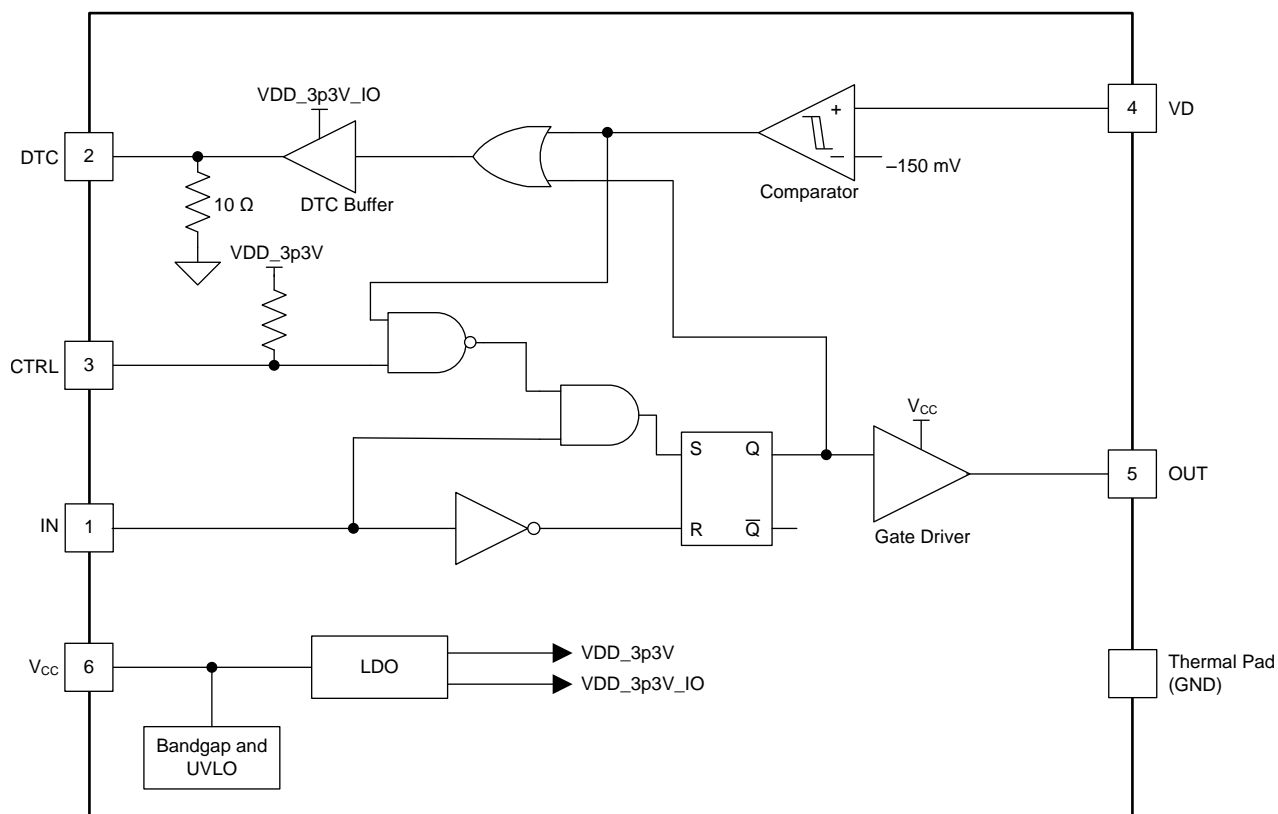 VDD_3p3V_IO
DTC
2
DTC Buffer
10 Ω
+
−
–150 mV
Comparator
4
VD
VDD_3p3V
CTRL
3
VCC
S
Q
R
Q̅
Gate Driver
5
OUT
IN
1
VCC
6
LDO
VDD_3p3V
VDD_3p3V_IO
Bandgap and
UVLO
Thermal Pad
(GND)